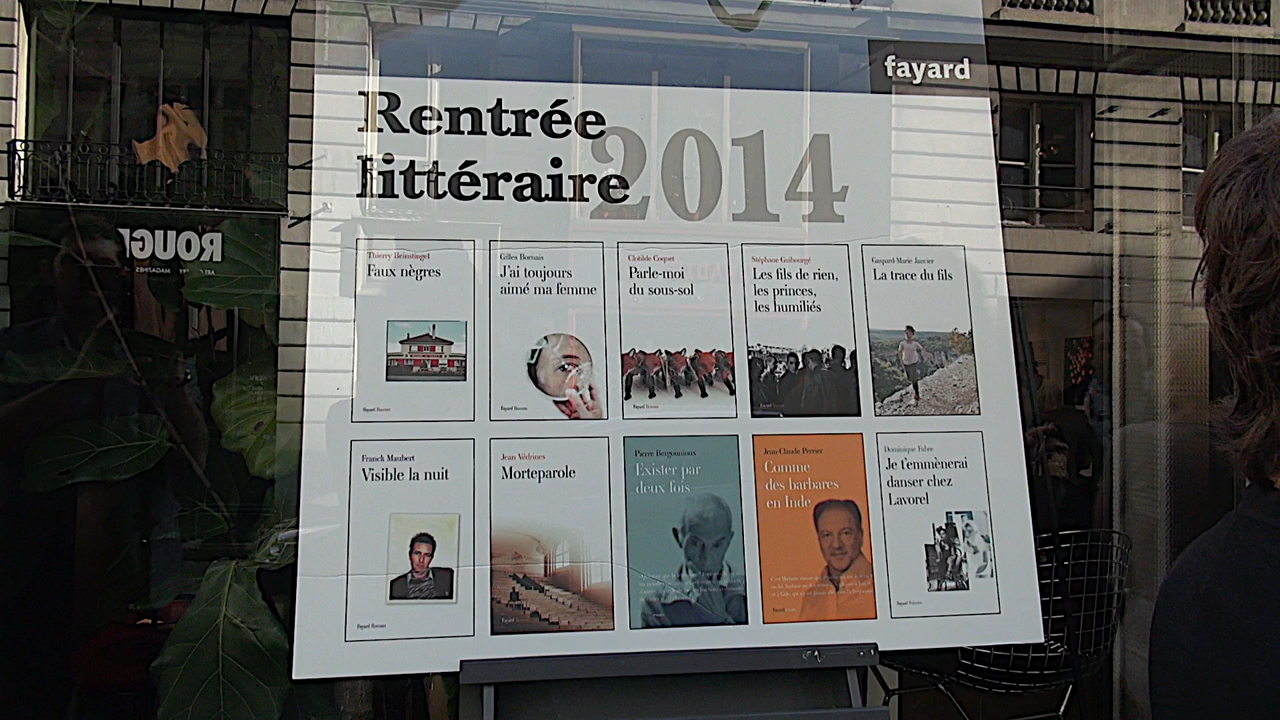 fayard
Rentrée
littéraire
2014
Thierry Beinstingel
Faux nègres
Gilles Bornais
J'ai toujours
aimé ma femme
Clotilde Coquet
Parle-moi
du sous-sol
Stéphane Guibourgé
Les fils de rien,
les princes,
les humiliés
Gaspard-Marie Janvier
La trace du fils
Franck Maubert
Visible la nuit
Jean Védrines
Morteparole
Pierre Bergounioux
Exister par
deux fois
Jean-Claude Perrier
Comme
des barbares
en Inde
Dominique Fabre
Je t'emmènerai
danser chez
Lavorel
ROUGE